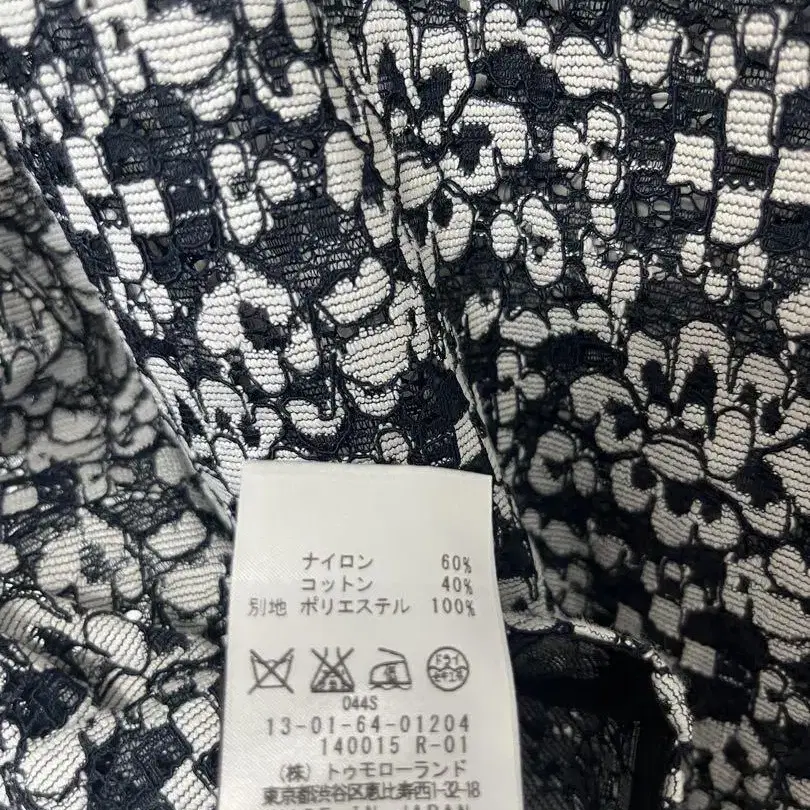 ナイロン 60%
コットン 40%
別地 ポリエステル 100%
ドライ
044S
13-01-64-01204
140015 R-01
(株) トゥモローランド
東京都渋谷区恵比寿西1-32-18
IN JAPAN